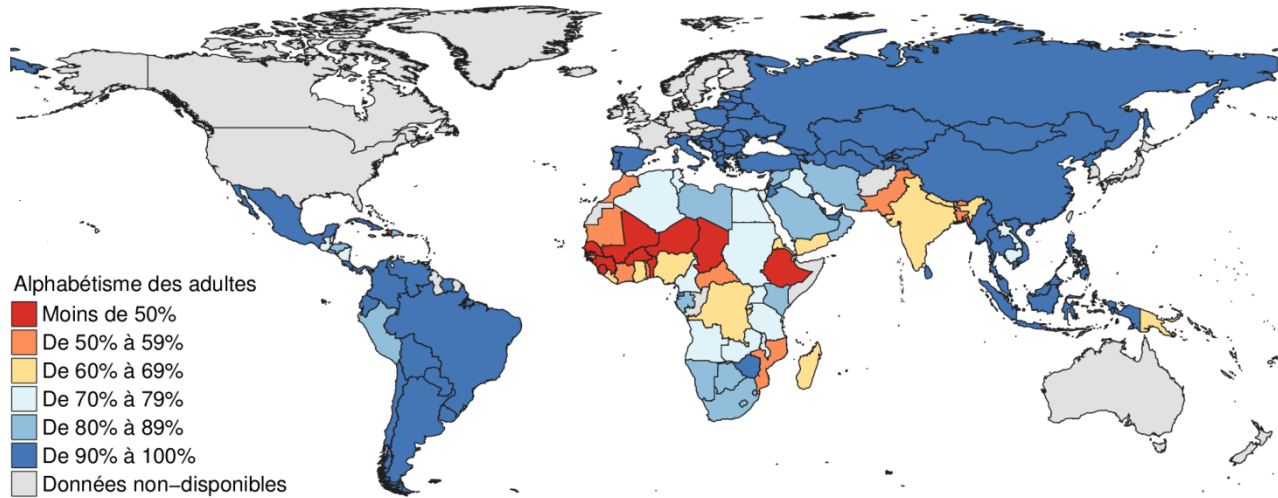 Alphabétisme des adultes
Moins de 50%
De 50% à 59%
De 60% à 69%
De 70% à 79%
De 80% à 89%
De 90% à 100%
Données non−disponibles